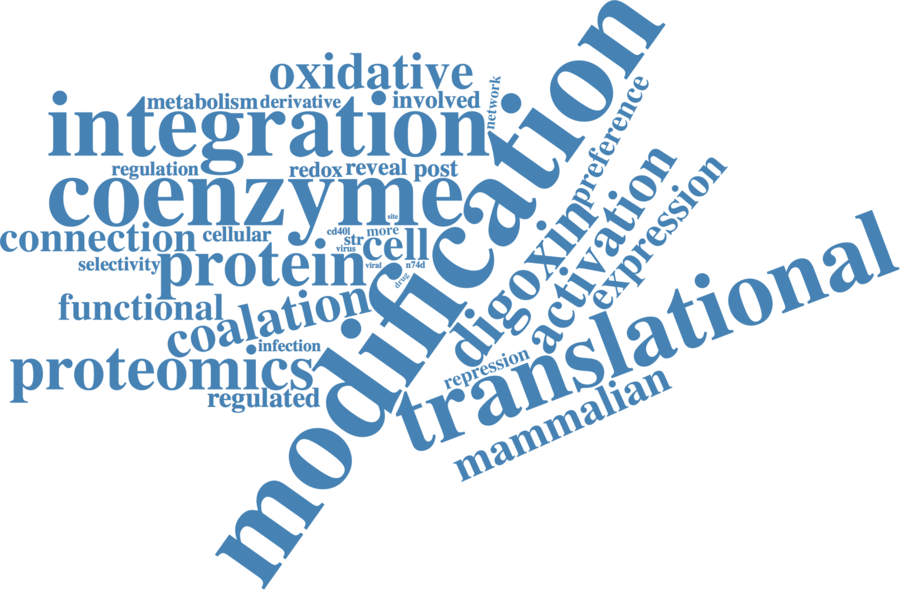 oxidative
metabolism derivative involved
network
integration
modification
preference
regulation redox reveal post
coenzyme
site
activation
expression
connection cellular
cd40l more
str cell
virus
selectivity protein
viral n74d
drug
digoxin
translational
functional
coalation
infection
repression
proteomics
regulated
mammalian